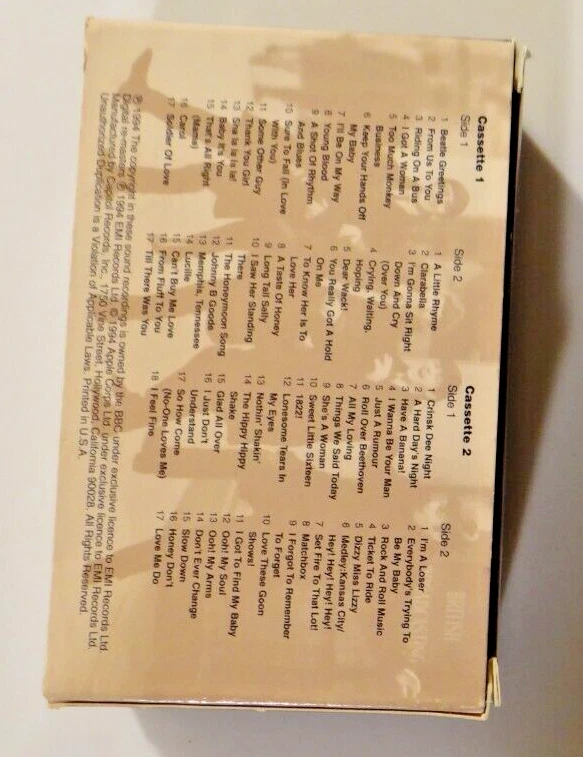 Cassette 1
Side 1
1 Beatle Greetings
2 From Us To You
3 Riding On A Bus
4 I Got A Woman
5 Too Much Monkey
Business
6 Keep Your Hands Off
My Baby
7 I'll Be On My Way
8 Young Blood
9 A Shot Of Rhythm
And Blues
10 Sure To Fall (In Love
With You)
11 Some Other Guy
12 Thank You Girl
13 Sha la la la la!
14 Baby It's You
15 That's All Right
(Mama)
16 Carol
17 Soldier Of Love
Side 2
1 A Little Rhyme
2 Clarabella
3 I'm Gonna Sit Right
Down And Cry
(Over You)
4 Crying, Waiting,
Hoping
5 Dear Wack!
6 You Really Got A Hold
On Me
7 To Know Her Is To
Love Her
8 A Taste Of Honey
9 Long Tall Sally
10 I Saw Her Standing
There
11 The Honeymoon Song
12 Johnny B Goode
13 Memphis, Tennessee
14 Lucille
15 Can't Buy Me Love
16 From Fluff To You
17 Till There Was You
Cassette 2
Side 1
1 Crinsk Dee Night
2 A Hard Day's Night
3 Have A Banana!
4 I Wanna Be Your Man
5 Just A Rumour
6 Roll Over Beethoven
7 All My Loving
8 Things We Said Today
9 She's A Woman
10 Sweet Little Sixteen
11 1822!
12 Lonesome Tears In
My Eyes
13 Nothin' Shakin'
14 The Hippy Hippy
Shake
15 Glad All Over
16 I Just Don't
Understand
17 So How Come
(No-One Loves Me)
18 I Feel Fine
Side 2
1 I'm A Loser
2 Everybody's Trying To
Be My Baby
3 Rock And Roll Music
4 Ticket To Ride
5 Dizzy Miss Lizzy
6 Medley:Kansas City/
Hey! Hey! Hey! Hey!
7 Set Fire To That Lot!
8 Matchbox
9 I Forgot To Remember
To Forget
10 Love These Goon
Shows!
11 I Got To Find My Baby
12 Ooh! My Soul
13 Ooh! My Arms
14 Don't Ever Change
15 Slow Down
16 Honey Don't
17 Love Me Do
℗ 1994 The copyright in these sound recordings is owned by the BBC under exclusive licence to EMI Records Ltd.
Digital re-masters ℗ 1994 EMI Records Ltd. © 1994 Apple Corps Ltd. under exclusive licence to EMI Records Ltd.
Manufactured by Capitol Records, Inc., 1750 Vine Street, Hollywood, California 90028. All Rights Reserved.
Unauthorized Duplication is a Violation of Applicable Laws. Printed in U.S.A.